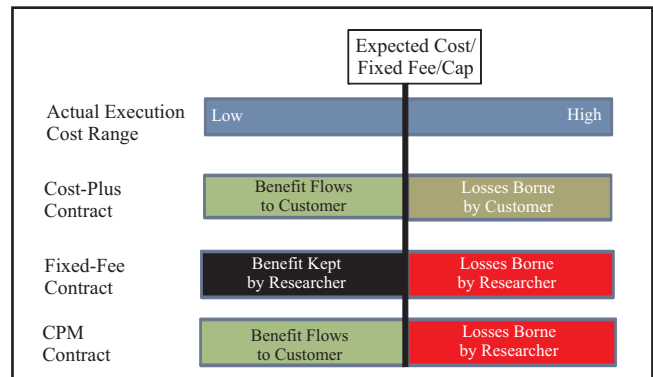 Expected Cost/
Fixed Fee/Cap
Actual Execution
Cost Range
Low
High
Cost-Plus
Contract
Benefit Flows
to Customer
Losses Borne
by Customer
Fixed-Fee
Contract
Benefit Kept
by Researcher
Losses Borne
by Researcher
CPM
Contract
Benefit Flows
to Customer
Losses Borne
by Researcher